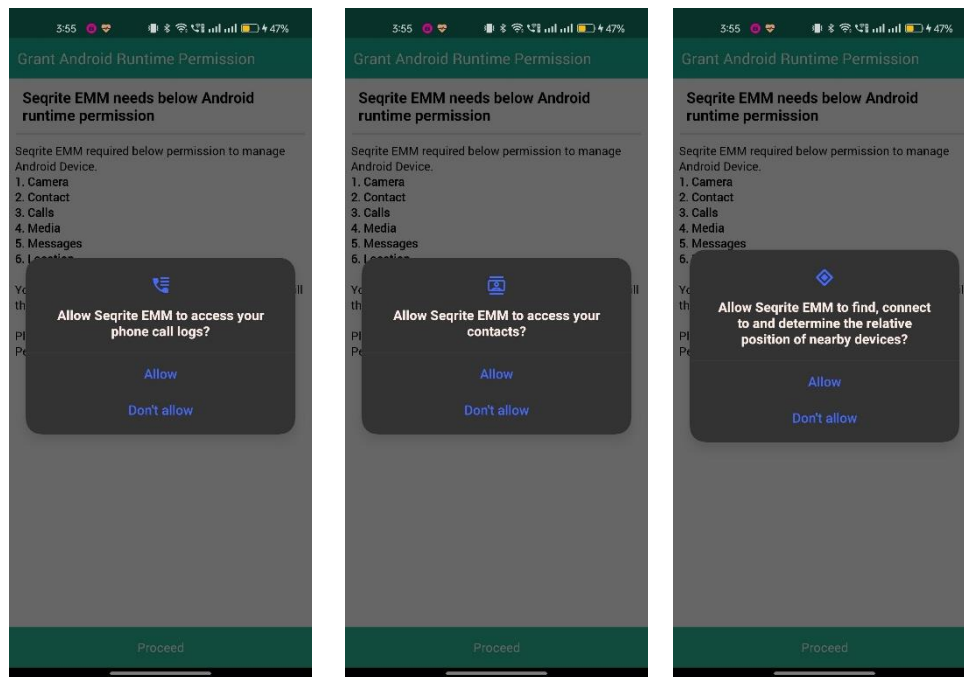 3:55
47%
Grant Android Runtime Permission
Seqrite EMM needs below Android
runtime permission
Seqrite EMM required below permission to manage
Android Device.
1. Camera
2. Contact
3. Calls
4. Media
5. Messages
6. Location
Allow Seqrite EMM to access your
phone call logs?
Allow
Don't allow
Proceed
3:55
47%
Grant Android Runtime Permission
Seqrite EMM needs below Android
runtime permission
Seqrite EMM required below permission to manage
Android Device.
1. Camera
2. Contact
3. Calls
4. Media
5. Messages
6. Location
Allow Seqrite EMM to access your
contacts?
Allow
Don't allow
Proceed
3:55
47%
Grant Android Runtime Permission
Seqrite EMM needs below Android
runtime permission
Seqrite EMM required below permission to manage
Android Device.
1. Camera
2. Contact
3. Calls
4. Media
5. Messages
6.
Allow Seqrite EMM to find, connect
to and determine the relative
position of nearby devices?
Allow
Don't allow
Proceed